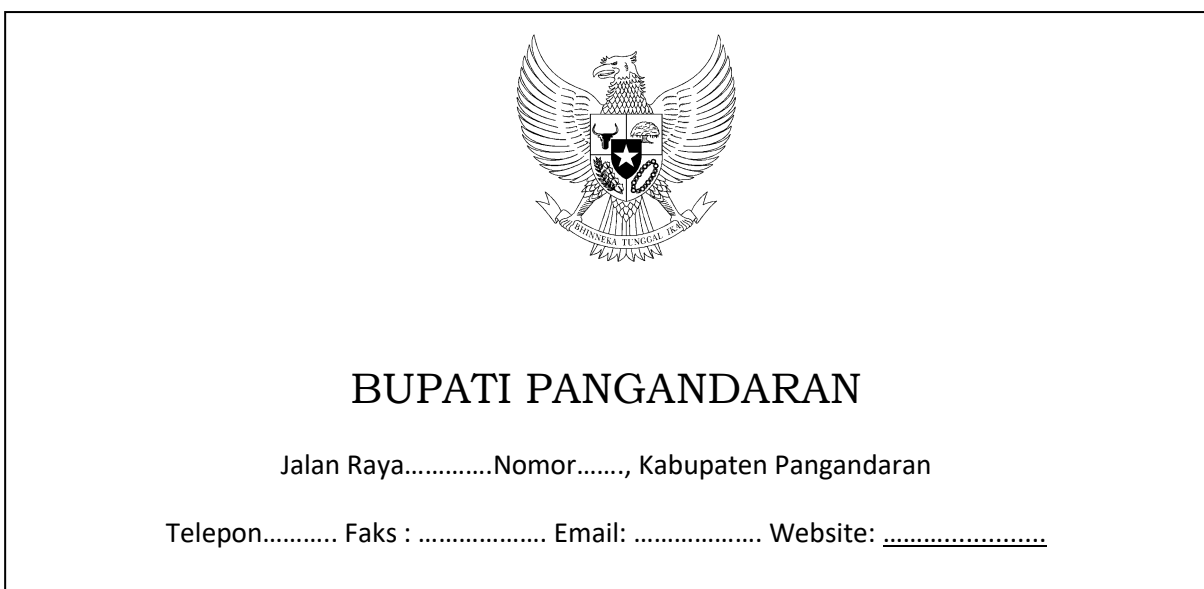 BHINNEKA TUNGGAL IKA
BUPATI PANGANDARAN
Jalan Raya………….Nomor……., Kabupaten Pangandaran
Telepon……….. Faks : ………………. Email: ………………. Website: ………...............